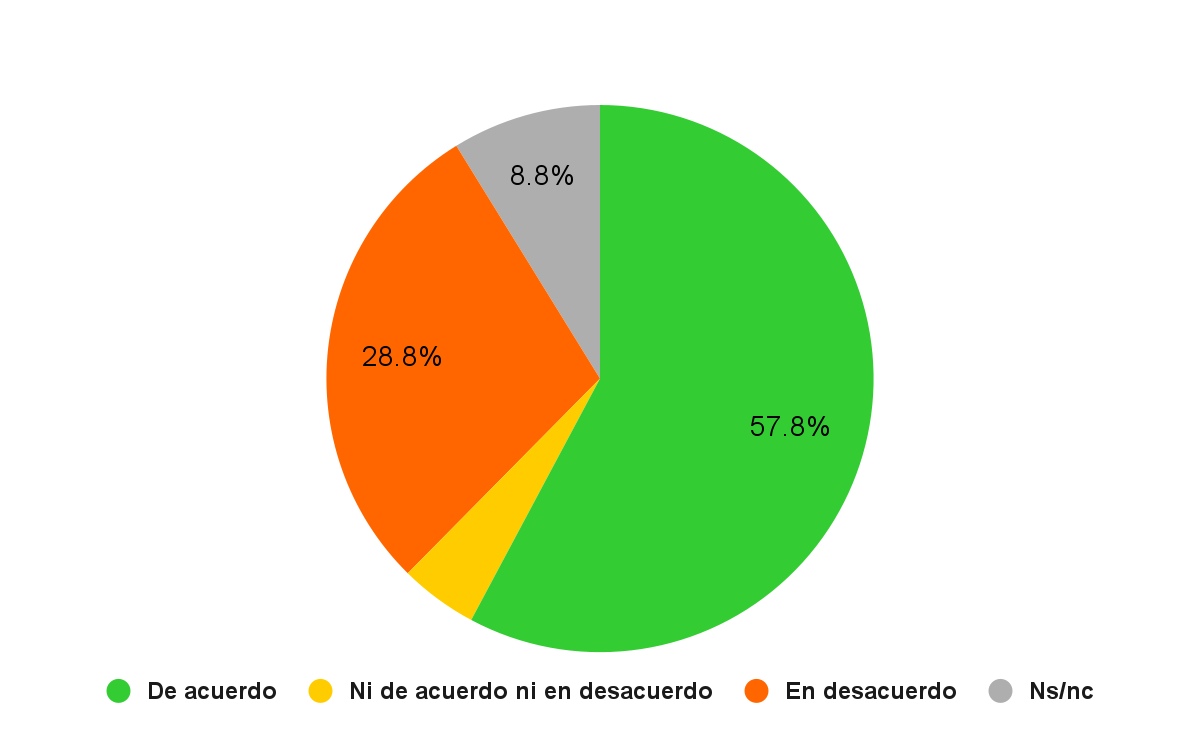 8.8%
28.8%
57.8%
De acuerdo
Ni de acuerdo ni en desacuerdo
En desacuerdo
Ns/nc